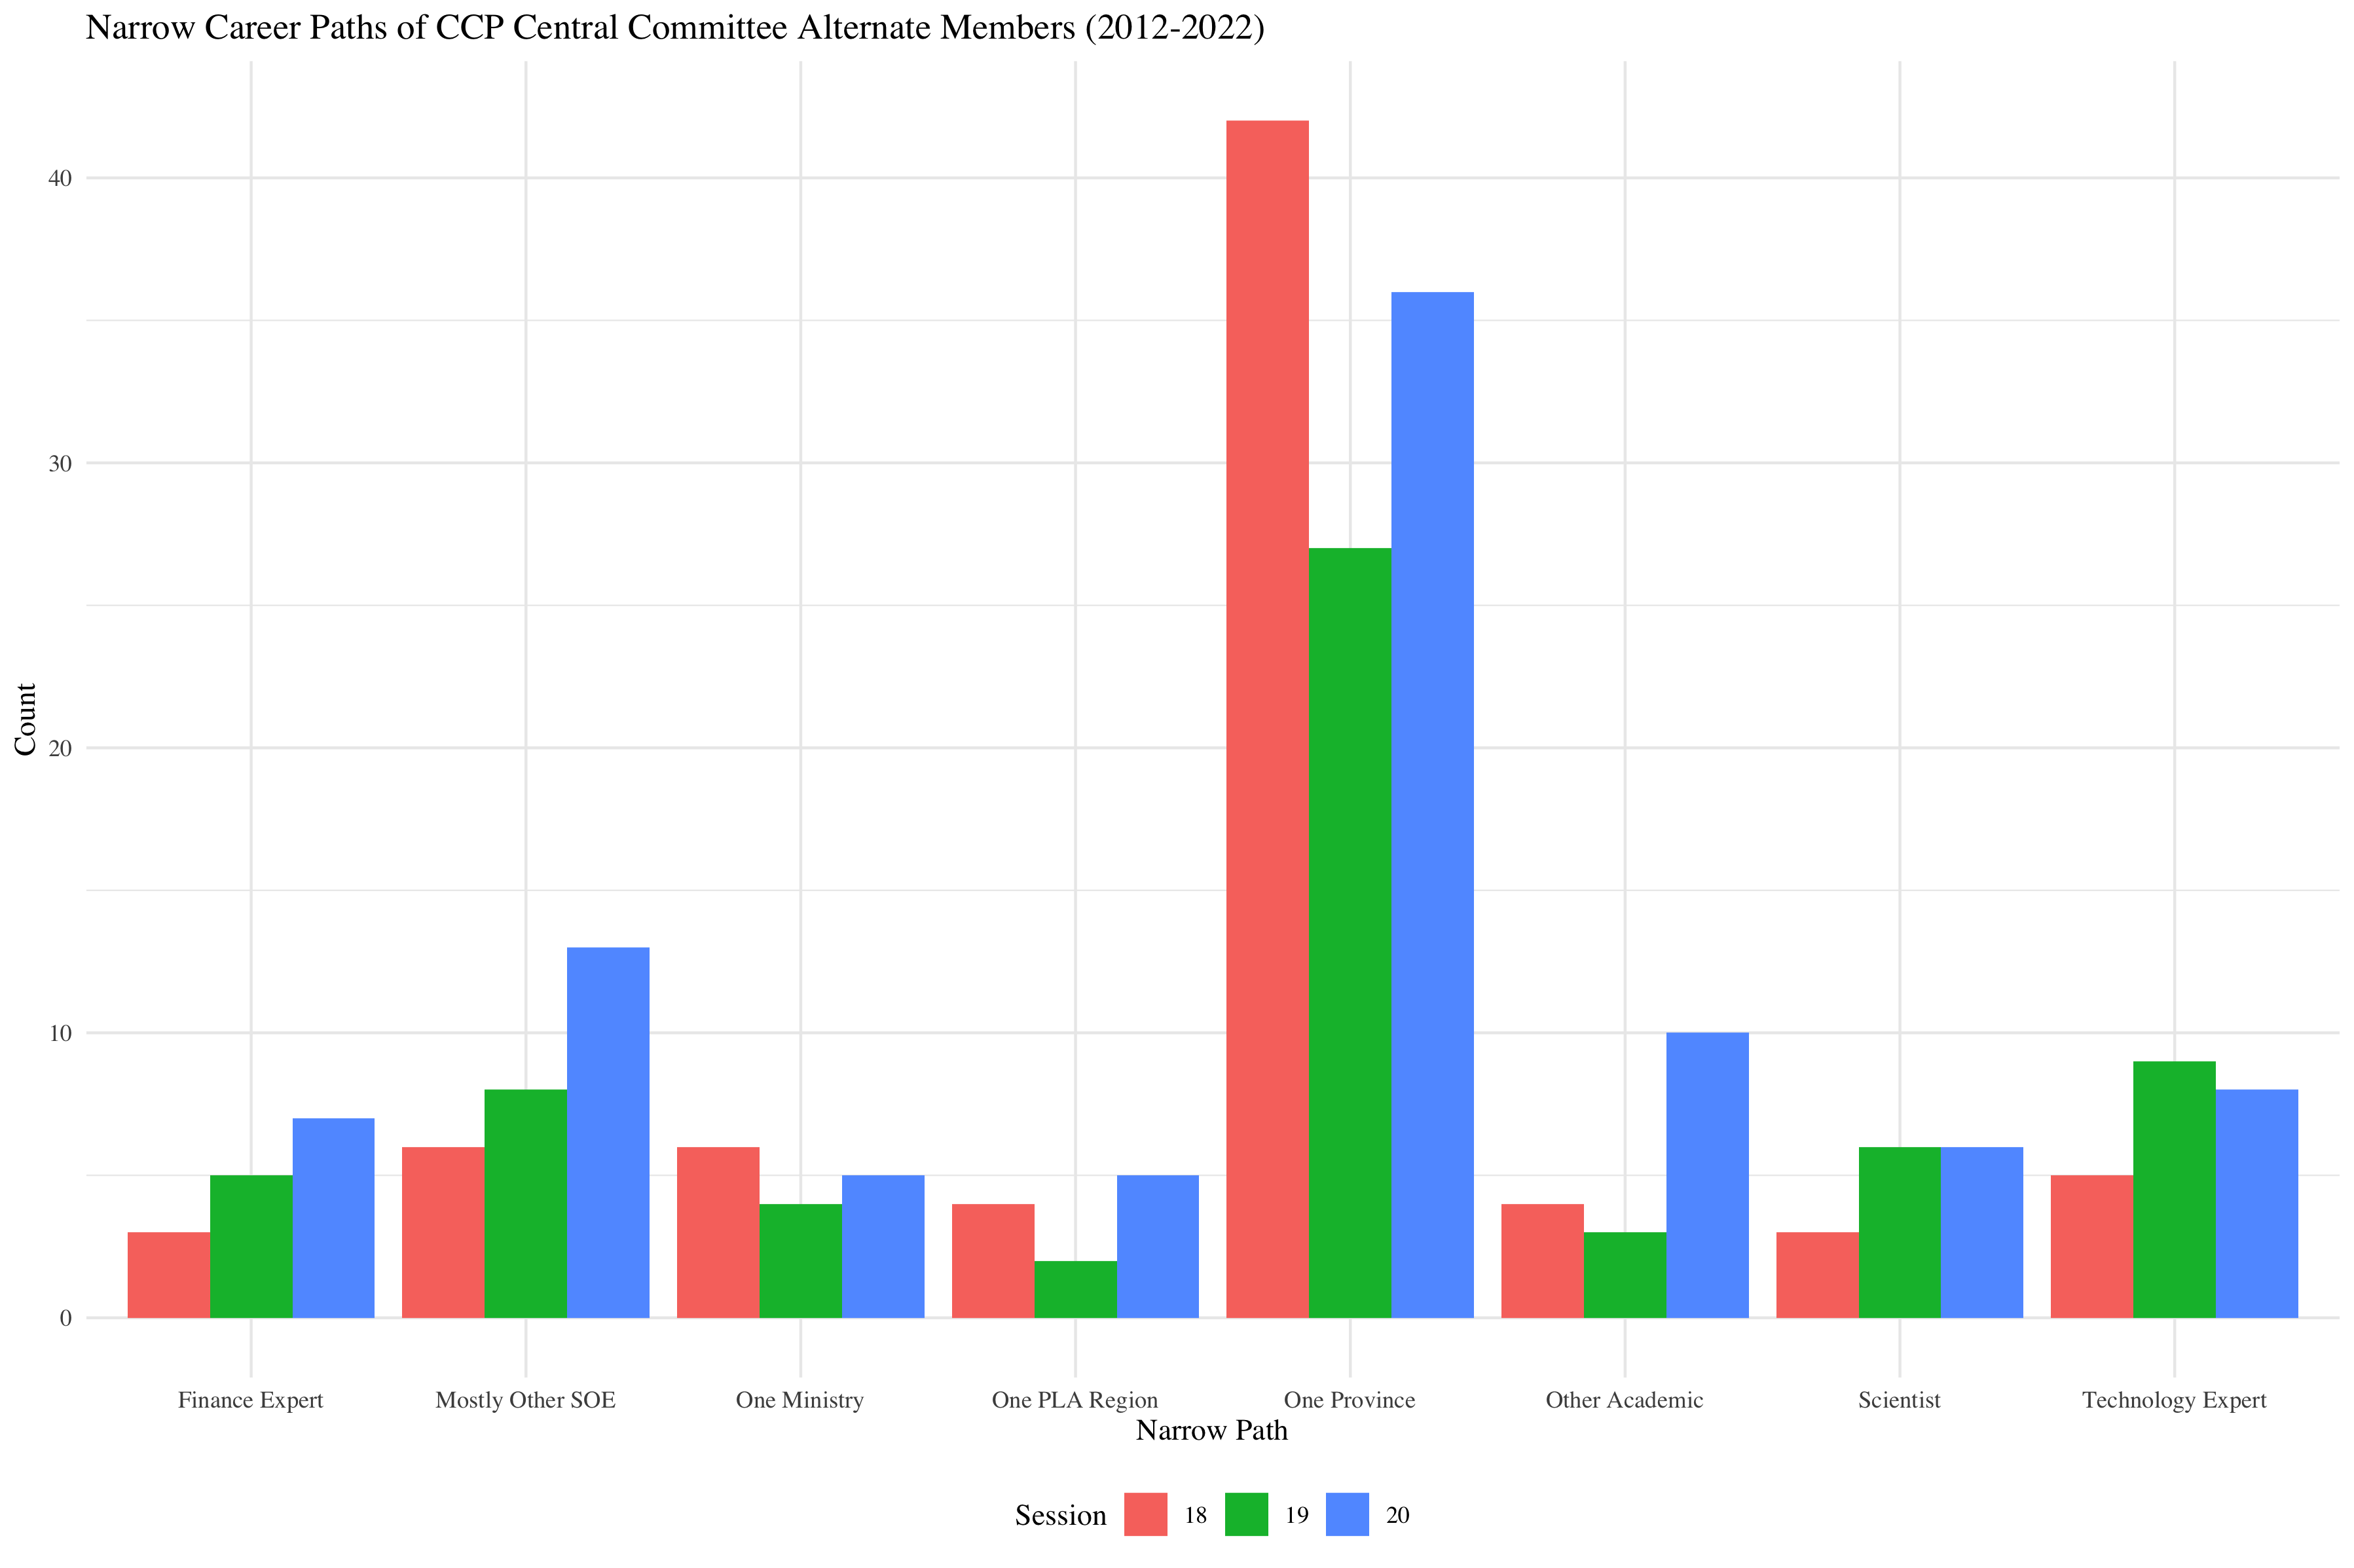 Narrow Career Paths of CCP Central Committee Alternate Members (2012-2022)
Count
40
30
20
10
0
Finance Expert Mostly Other SOE One Ministry One PLA Region One Province Other Academic Scientist Technology Expert
Narrow Path
Session 18 19 20